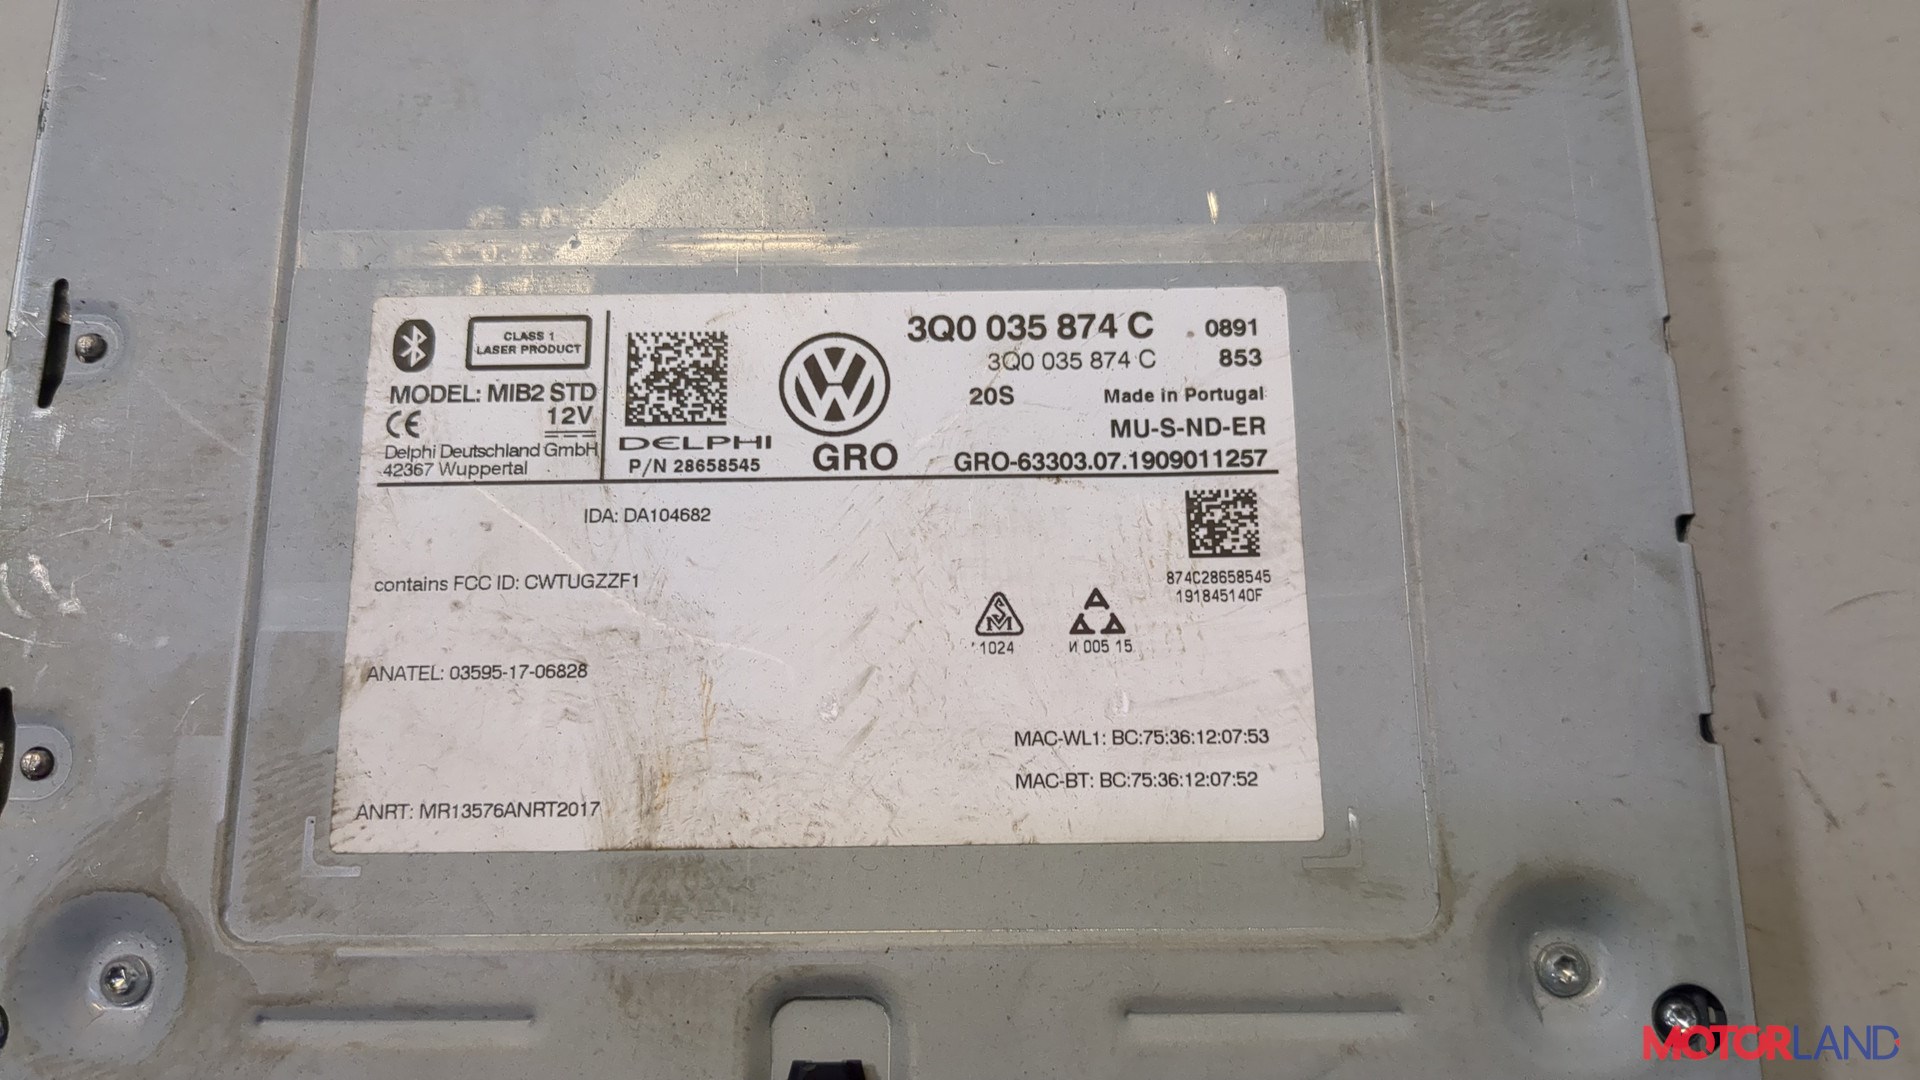 CLASS 1
LASER PRODUCT
MODEL: MIB2 STD
12V
CE
Delphi Deutschland GmbH
42367 Wuppertal
DELPHI
P/N 28658545
GRO
3Q0 035 874 C 0891
3Q0 035 874 C 853
20S Made in Portugal
MU-S-ND-ER
GRO-63303.07.1909011257
IDA: DA104682
874C28658545
191845140F
contains FCC ID: CWTUGZZF1
SM
1024
AAA
И 005 15
ANATEL: 03595-17-06828
MAC-WL1: BC:75:36:12:07:53
MAC-BT: BC:75:36:12:07:52
ANRT: MR13576ANRT2017
MOTORLAND